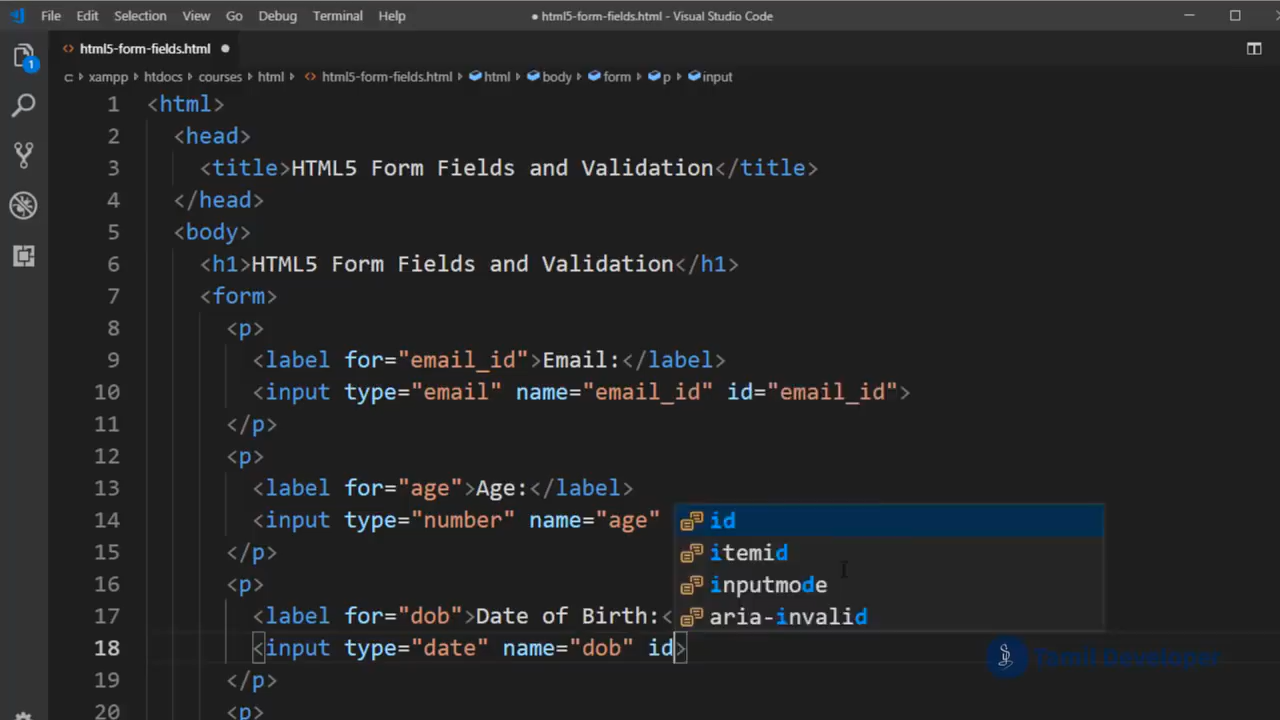 File Edit Selection View Go Debug Terminal Help ● html5-form-fields.html - Visual Studio Code
html5-form-fields.html ●
1
c > xampp > htdocs > courses > html > html5-form-fields.html > html > body > form > p > input
1 <html>
2 <head>
3 <title>HTML5 Form Fields and Validation</title>
4 </head>
5 <body>
6 <h1>HTML5 Form Fields and Validation</h1>
7 <form>
8 <p>
9 <label for="email_id">Email:</label>
10 <input type="email" name="email_id" id="email_id">
11 </p>
12 <p>
13 <label for="age">Age:</label>
14 <input type="number" name="age"
id
15 </p>
itemid
16 <p>
inputmode
17 <label for="dob">Date of Birth:<
aria-invalid
18 <input type="date" name="dob" id>
Tamil Developer
19 </p>
20 <p>